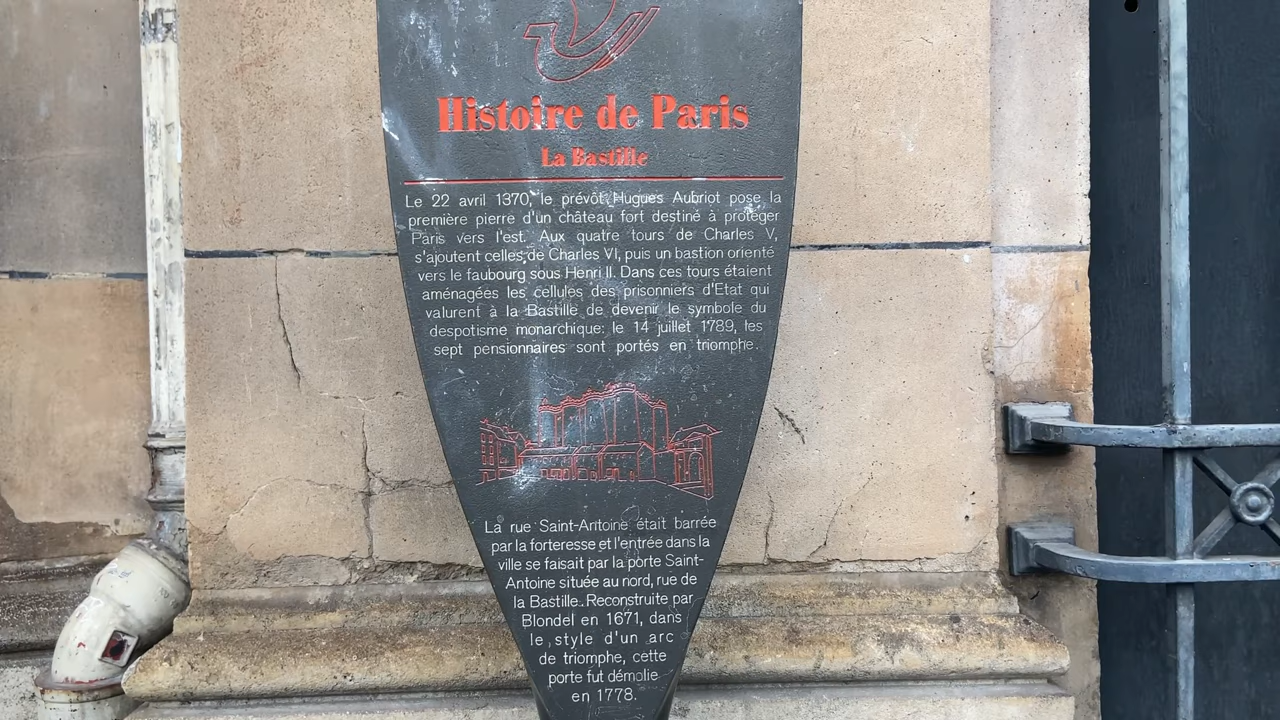 Histoire de Paris
La Bastille
Le 22 avril 1370, le prévôt Hugues Aubriot pose la
première pierre d'un château fort destiné à protéger
Paris vers l'est. Aux quatre tours de Charles V,
s'ajoutent celles de Charles VI, puis un bastion orienté
vers le faubourg sous Henri II. Dans ces tours étaient
aménagées les cellules des prisonniers d'Etat qui
valurent à la Bastille de devenir le symbole du
despotisme monarchique: le 14 juillet 1789, les
sept pensionnaires sont portés en triomphe.
La rue Saint-Antoine était barrée
par la forteresse et l'entrée dans la
ville se faisait par la porte Saint-
Antoine située au nord, rue de
la Bastille. Reconstruite par
Blondel en 1671, dans
le style d'un arc
de triomphe, cette
porte fut démolie
en 1778.